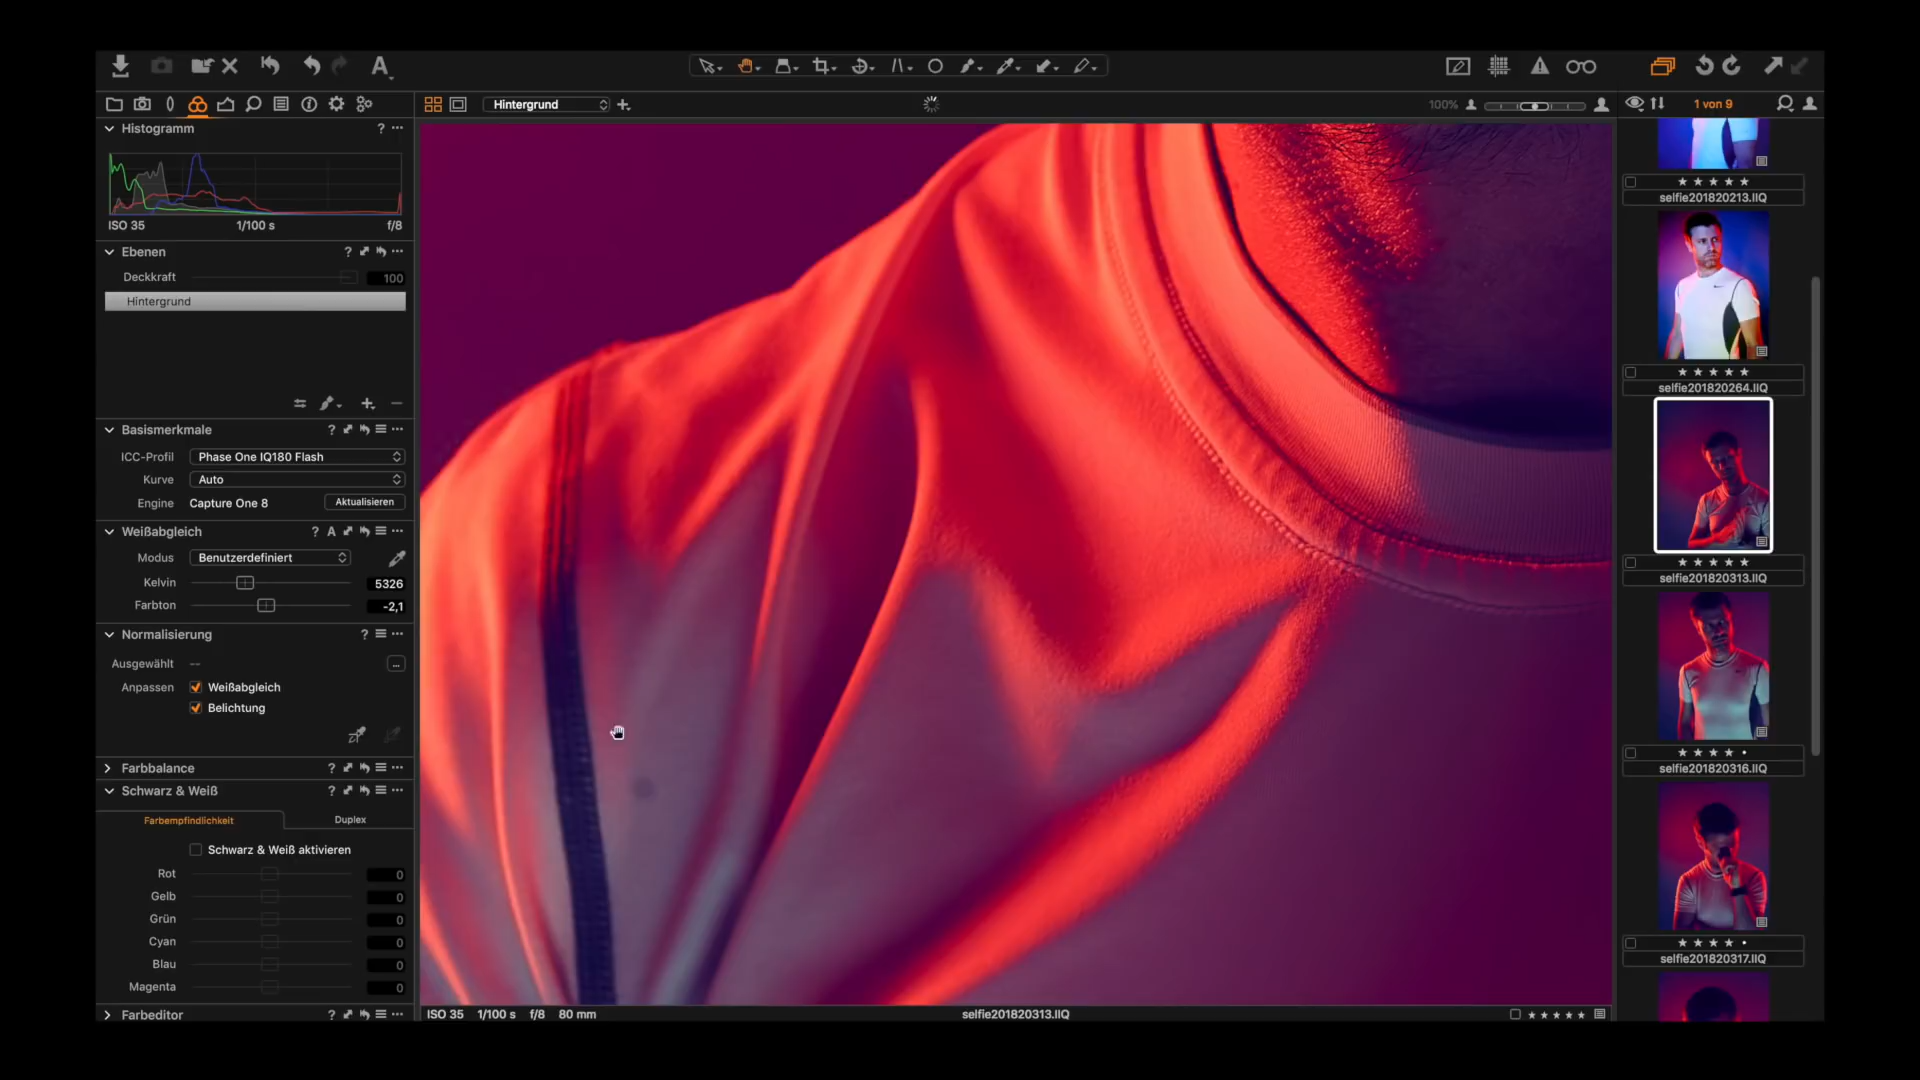 Hintergrund
100%
1 von 9
Histogramm
ISO 35
1/100 s
f/8
Ebenen
Deckkraft
100
Hintergrund
Basismerkmale
ICC-Profil
Phase One IQ180 Flash
Kurve
Auto
Engine
Capture One 8
Aktualisieren
Weißabgleich
Modus
Benutzerdefiniert
Kelvin
5326
Farbton
-2,1
Normalisierung
Ausgewählt
--
Anpassen
Weißabgleich
Belichtung
Farbbalance
Schwarz & Weiß
Farbempfindlichkeit
Duplex
Schwarz & Weiß aktivieren
Rot
0
Gelb
0
Grün
0
Cyan
0
Blau
0
Magenta
0
Farbeditor
ISO 35
1/100 s
f/8
80 mm
selfie201820313.IIQ
selfie201820213.IIQ
selfie201820264.IIQ
selfie201820313.IIQ
selfie201820316.IIQ
selfie201820317.IIQ